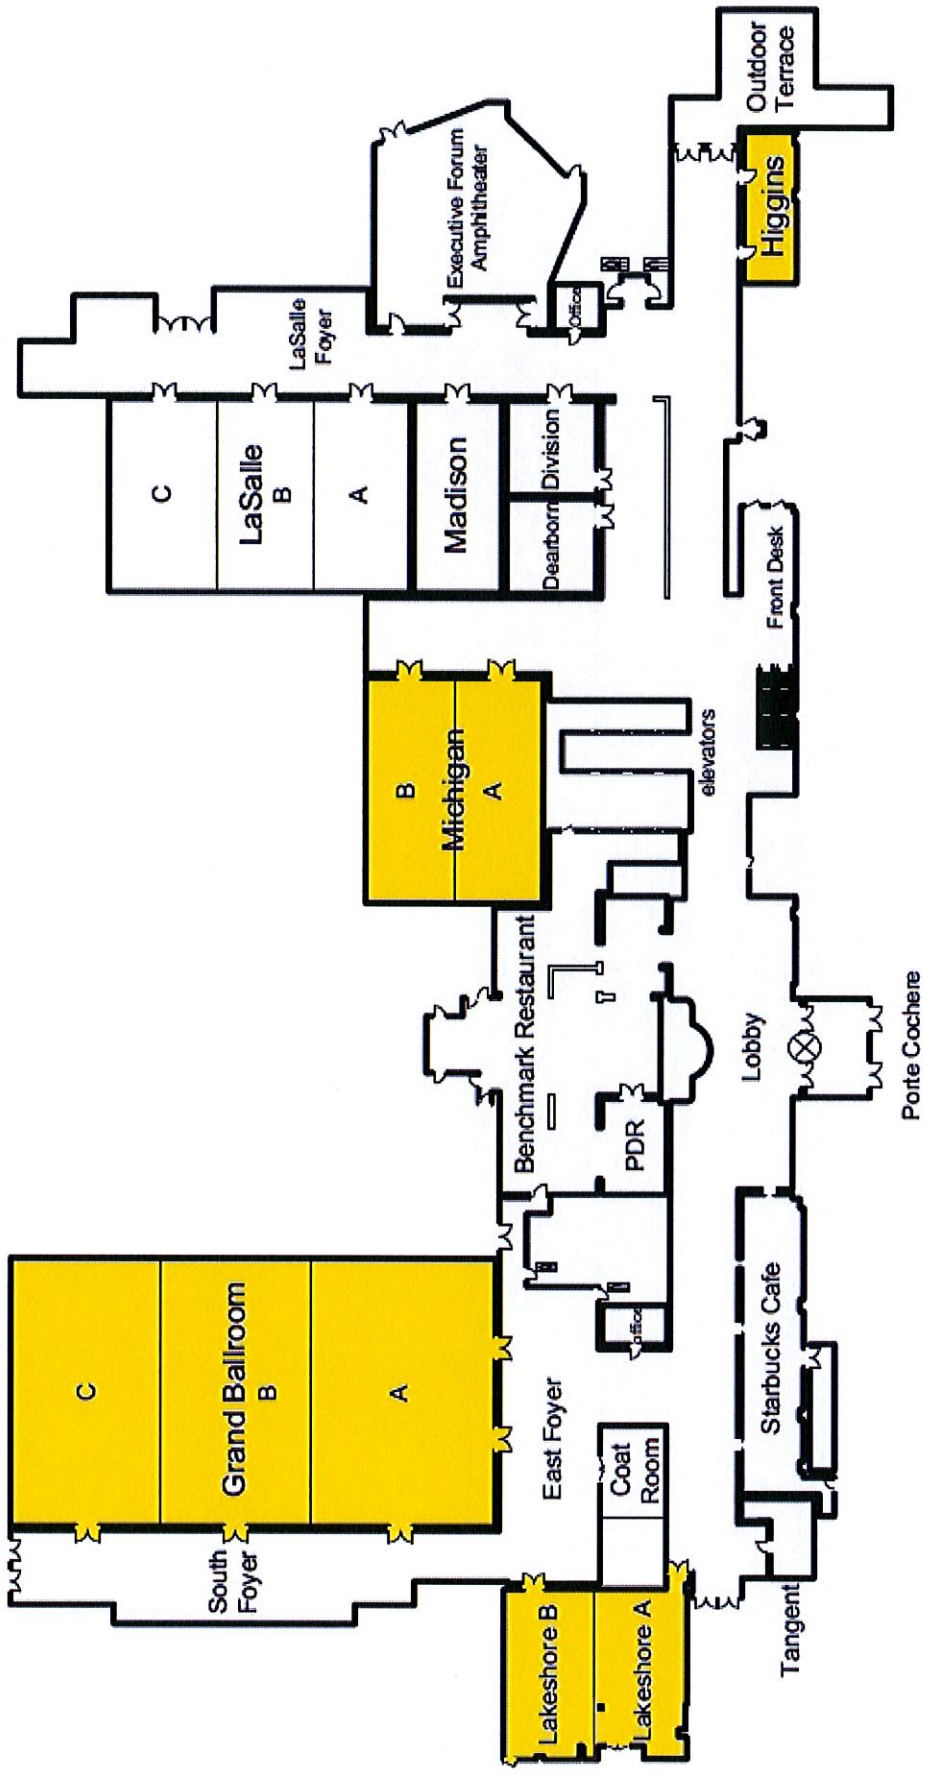 Outdoor
Terrace
Higgins
Executive Forum
Amphitheater
Office
LaSalle
Foyer
C
LaSalle
B
A
Madison
Division
Dearborn
Front Desk
B
Michigan
A
elevators
Benchmark Restaurant
PDR
Lobby
Porte Cochere
C
Grand Ballroom
B
A
East Foyer
office
Coat
Room
Starbucks Cafe
South
Foyer
Lakeshore B
Lakeshore A
Tangent